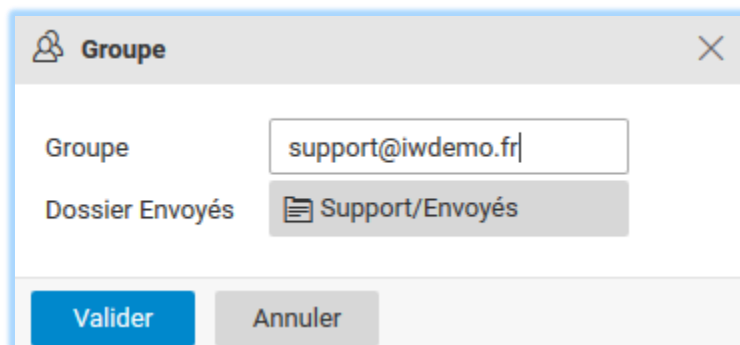 Groupe
Groupe support@iwdemo.fr
Dossier Envoyés Support/Envoyés
Valider Annuler